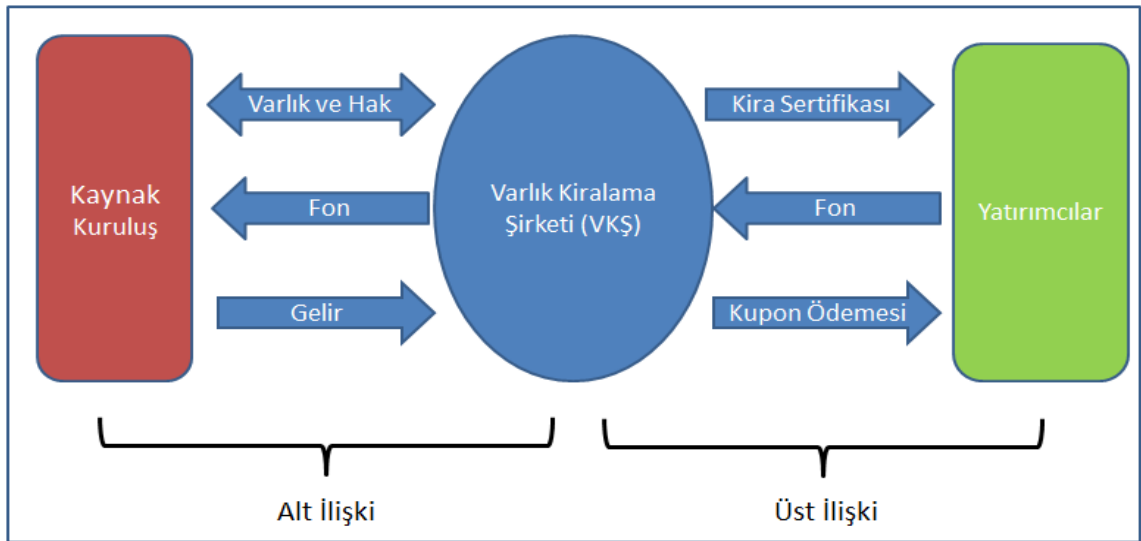 Kaynak
Kuruluş
Varlık ve Hak
Fon
Gelir
Varlık Kiralama
Şirketi (VKŞ)
Kira Sertifikası
Fon
Kupon Ödemesi
Yatırımcılar
Alt İlişki
Üst İlişki